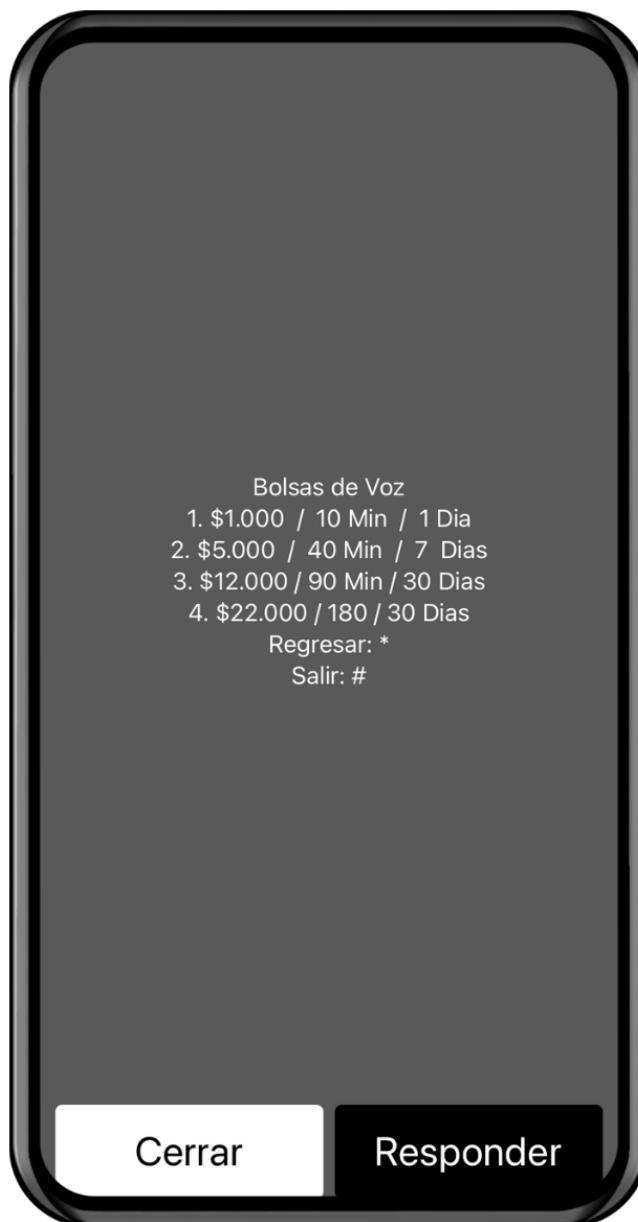 Bolsas de Voz
1. $1.000 / 10 Min / 1 Dia
2. $5.000 / 40 Min / 7 Dias
3. $12.000 / 90 Min / 30 Dias
4. $22.000 / 180 / 30 Dias
Regresar: *
Salir: #
Cerrar
Responder